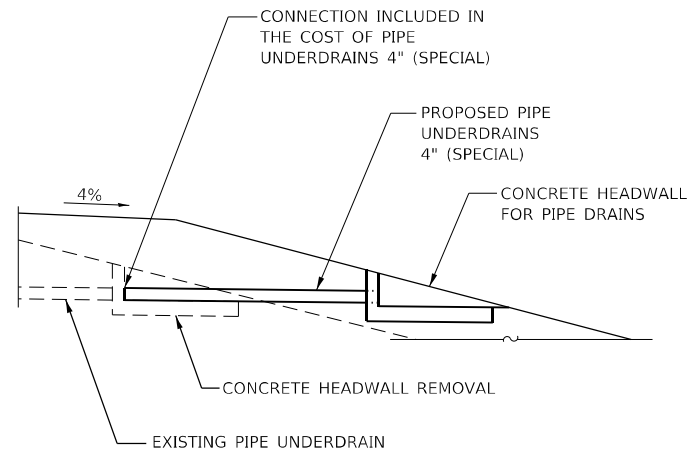 CONNECTION INCLUDED IN
THE COST OF PIPE
UNDERDRAINS 4" (SPECIAL)
PROPOSED PIPE
UNDERDRAINS
4" (SPECIAL)
4%
CONCRETE HEADWALL
FOR PIPE DRAINS
CONCRETE HEADWALL REMOVAL
EXISTING PIPE UNDERDRAIN